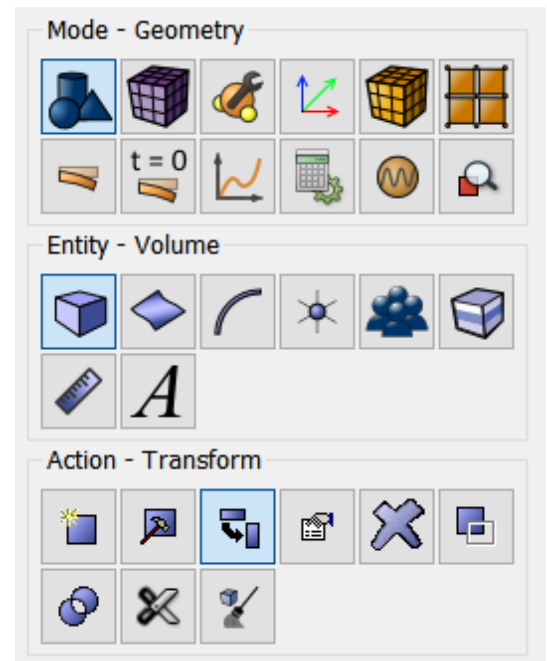 Mode - Geometry
t = 0
Entity - Volume
A
Action - Transform